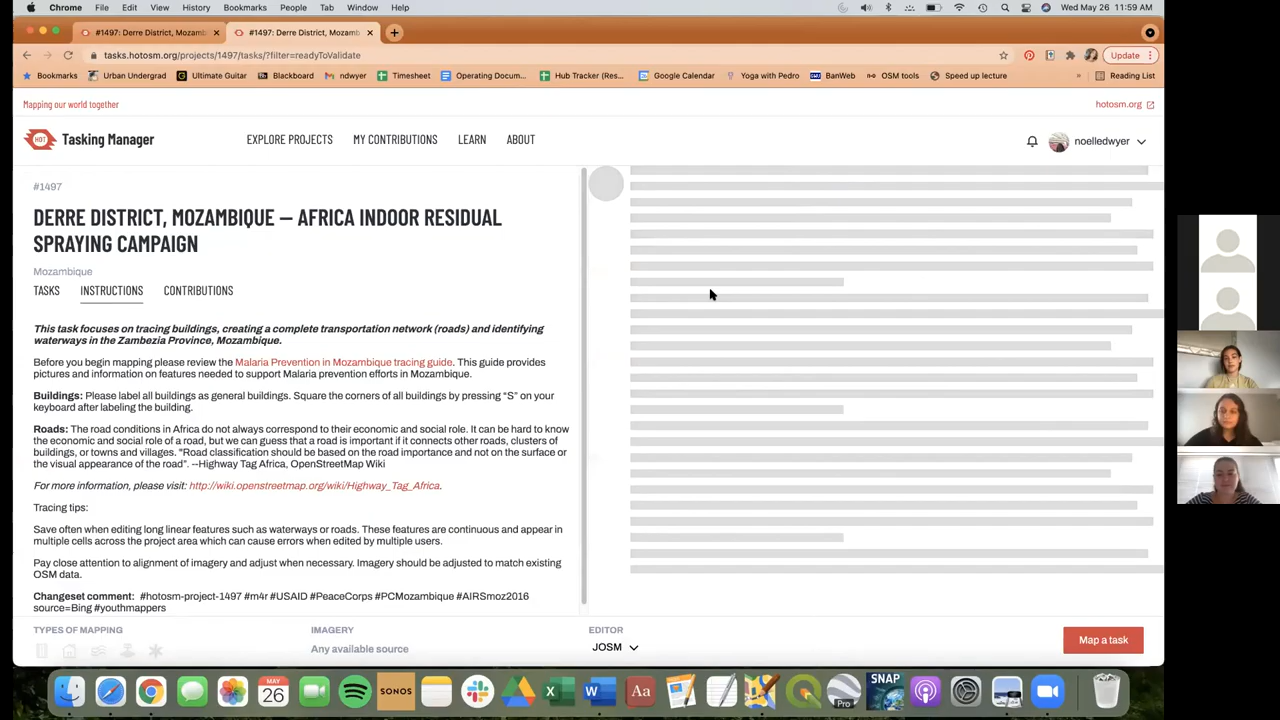 Chrome File Edit View History Bookmarks People Tab Window Help Wed May 26 11:59 AM
#1497: Derre District, Mozamb #1497: Derre District, Mozamb
tasks.hotosm.org/projects/1497/tasks/?filter=readyToValidate Update
Bookmarks Urban Undergrad Ultimate Guitar Blackboard ndwyer Timesheet Operating Docum... Hub Tracker (Res... Google Calendar Yoga with Pedro BanWeb OSM tools Speed up lecture » Reading List
Mapping our world together hotosm.org
HOT Tasking Manager EXPLORE PROJECTS MY CONTRIBUTIONS LEARN ABOUT noelledwyer
#1497
DERRE DISTRICT, MOZAMBIQUE – AFRICA INDOOR RESIDUAL
SPRAYING CAMPAIGN
Mozambique
TASKS INSTRUCTIONS CONTRIBUTIONS
This task focuses on tracing buildings, creating a complete transportation network (roads) and identifying
waterways in the Zambezia Province, Mozambique.
Before you begin mapping please review the Malaria Prevention in Mozambique tracing guide. This guide provides
pictures and information on features needed to support Malaria prevention efforts in Mozambique.
Buildings: Please label all buildings as general buildings. Square the corners of all buildings by pressing “S” on your
keyboard after labeling the building.
Roads: The road conditions in Africa do not always correspond to their economic and social role. It can be hard to know
the economic and social role of a road, but we can guess that a road is important if it connects other roads, clusters of
buildings, or towns and villages. "Road classification should be based on the road importance and not on the surface or
the visual appearance of the road”. --Highway Tag Africa, OpenStreetMap Wiki
For more information, please visit: http://wiki.openstreetmap.org/wiki/Highway_Tag_Africa.
Tracing tips:
Save often when editing long linear features such as waterways or roads. These features are continuous and appear in
multiple cells across the project area which can cause errors when edited by multiple users.
Pay close attention to alignment of imagery and adjust when necessary. Imagery should be adjusted to match existing
OSM data.
Changeset comment: #hotosm-project-1497 #m4r #USAID #PeaceCorps #PCMozambique #AIRSmoz2016
source=Bing #youthmappers
TYPES OF MAPPING IMAGERY EDITOR
Any available source JOSM Map a task
MAY
26 SONOS Aa Pro SNAP